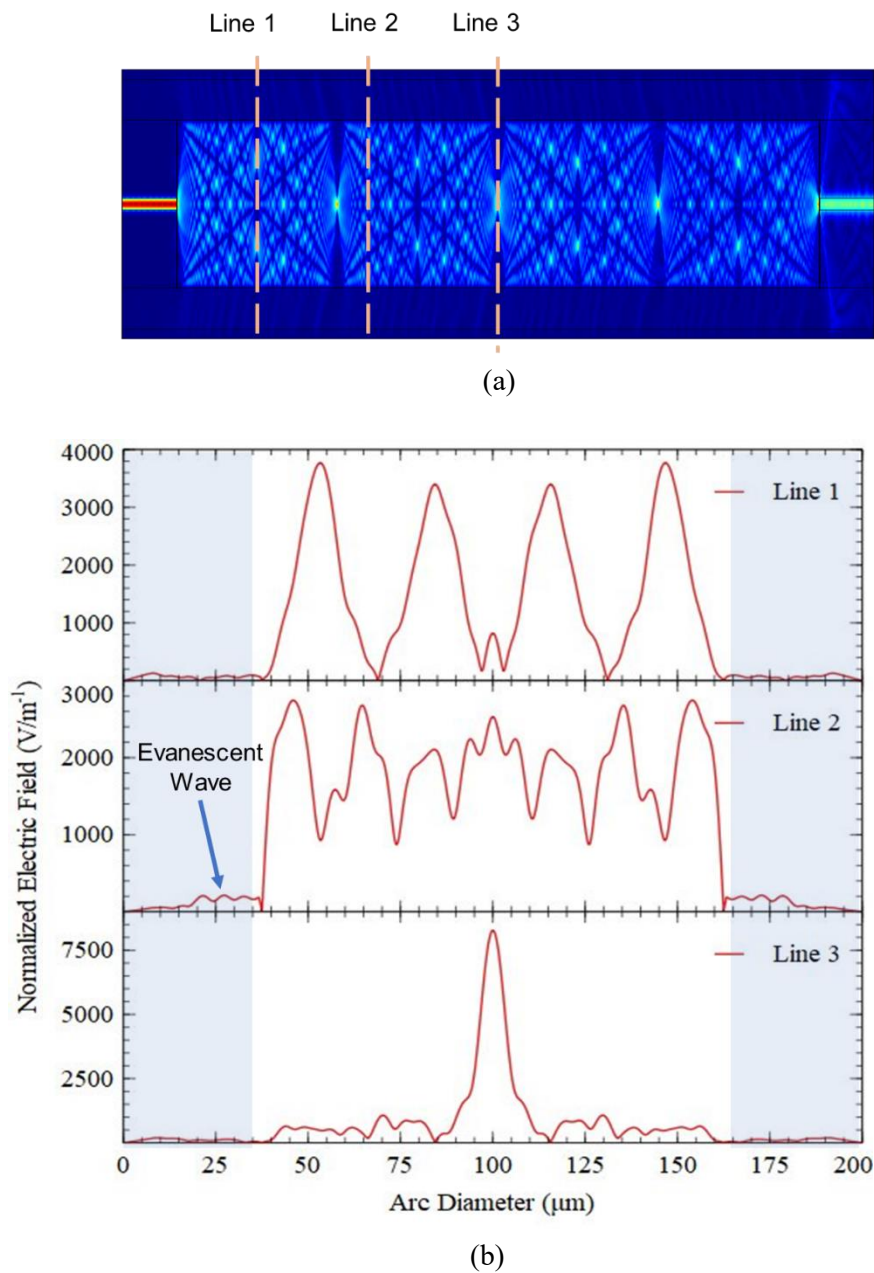 Line 1 Line 2 Line 3
(a)
4000
3000
2000
1000
Line 1
3000
2000
1000
Line 2
Evanescent
Wave
7500
5000
2500
Line 3
Normalized Electric Field (V/m⁻¹)
0 25 50 75 100 125 150 175 200
Arc Diameter (μm)
(b)